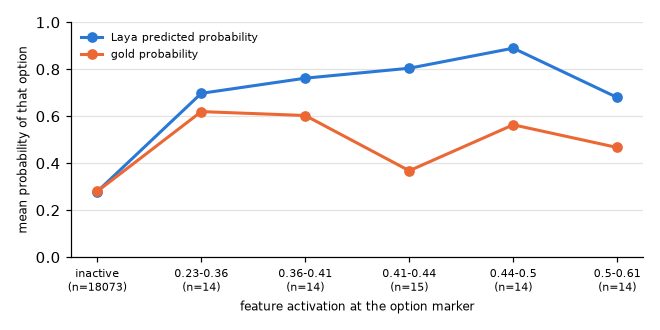 1.0
0.8
0.6
0.4
0.2
0.0
mean probability of that option
Laya predicted probability
gold probability
inactive
(n=18073)
0.23-0.36
(n=14)
0.36-0.41
(n=14)
0.41-0.44
(n=15)
0.44-0.5
(n=14)
0.5-0.61
(n=14)
feature activation at the option marker